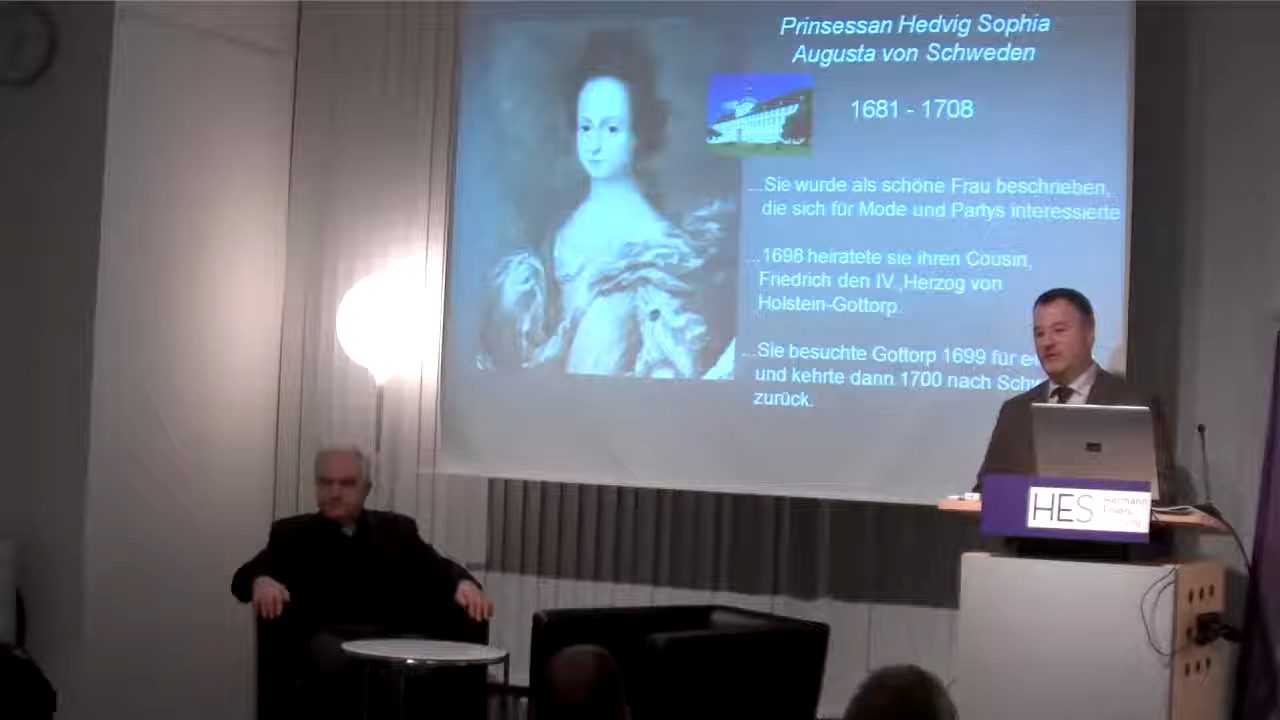 Prinsessan Hedvig Sophia
Augusta von Schweden
1681 - 1708
...Sie wurde als schöne Frau beschrieben,
die sich für Mode und Partys interessierte
...1698 heiratete sie ihren Cousin,
Friedrich den IV ,Herzog von
Holstein-Gottorp.
...Sie besuchte Gottorp 1699 für
und kehrte dann 1700 nach
zurück.
HES
Hermann
Ehlers